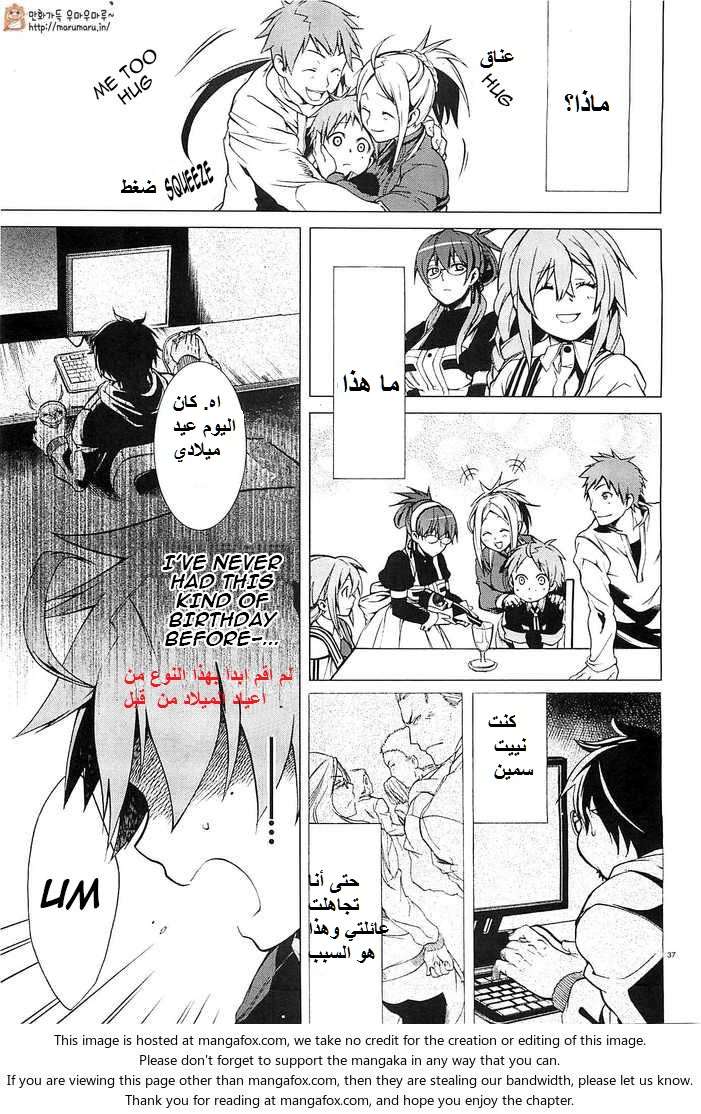 만화가득 우마우마루~
http://marumaru.in/
ماذا؟
عناق
HUG
ME TOO
HUG
SQUEEZE
ضغط
ما هذا
كنت
نييت
سمين
حتى أنا
تجاهلت
عائلتي وهذا
هو السبب
اه. كان
اليوم عيد
ميلادي
I'VE NEVER
HAD THIS
KIND OF
BIRTHDAY
BEFORE-...
لم اقم ابدا بهذا النوع من
اعياد الميلاد من قبل
...
UM
37
This image is hosted at mangafox.com, we take no credit for the creation or editing of this image.
Please don't forget to support the mangaka in any way that you can.
If you are viewing this page other than mangafox.com, then they are stealing our bandwidth, please let us know.
Thank you for reading at mangafox.com, and hope you enjoy the chapter.